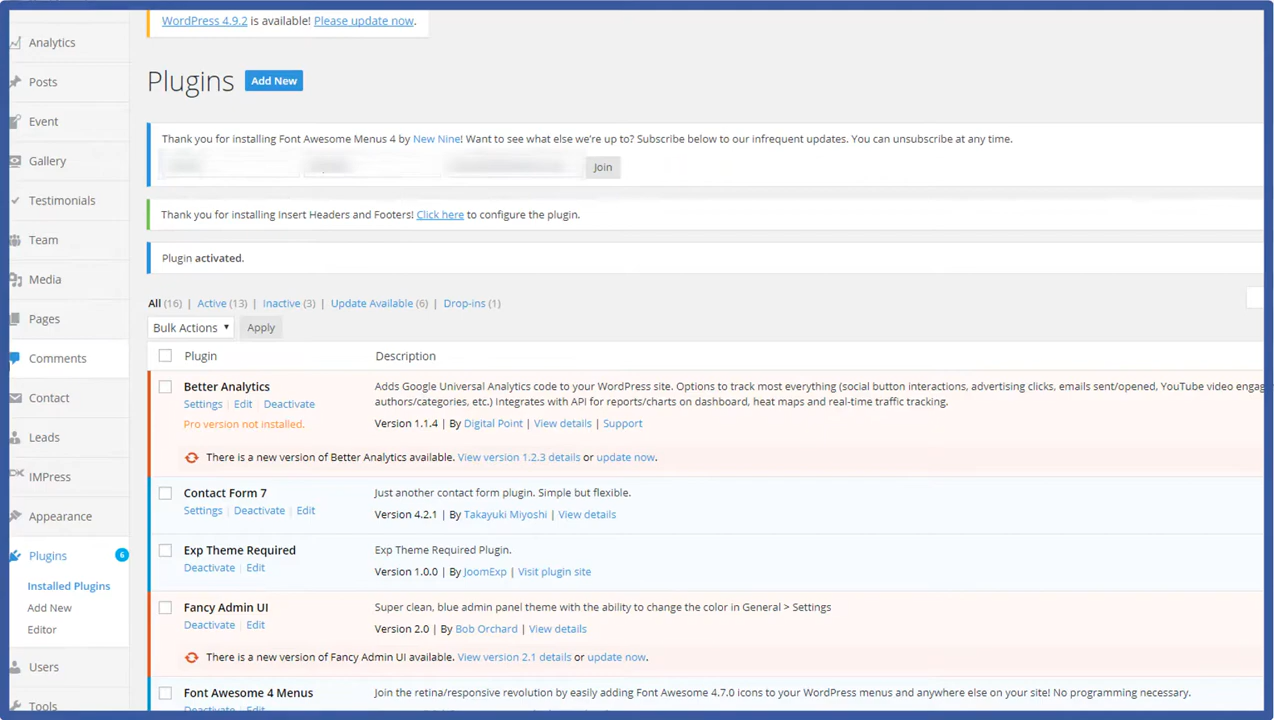 WordPress 4.9.2 is available! Please update now.
Analytics
Posts
Event
Gallery
Testimonials
Team
Media
Pages
Comments
Contact
Leads
IMPress
Appearance
Plugins 6
Installed Plugins
Add New
Editor
Users
Tools
Plugins Add New
Thank you for installing Font Awesome Menus 4 by New Nine! Want to see what else we're up to? Subscribe below to our infrequent updates. You can unsubscribe at any time.
Join
Thank you for installing Insert Headers and Footers! Click here to configure the plugin.
Plugin activated.
All (16) | Active (13) | Inactive (3) | Update Available (6) | Drop-ins (1)
Bulk Actions Apply
Plugin Description
Better Analytics
Settings | Edit | Deactivate
Pro version not installed.
Adds Google Universal Analytics code to your WordPress site. Options to track most everything (social button interactions, advertising clicks, emails sent/opened, YouTube video engag
authors/categories, etc.) Integrates with API for reports/charts on dashboard, heat maps and real-time traffic tracking.
Version 1.1.4 | By Digital Point | View details | Support
There is a new version of Better Analytics available. View version 1.2.3 details or update now.
Contact Form 7
Settings | Deactivate | Edit
Just another contact form plugin. Simple but flexible.
Version 4.2.1 | By Takayuki Miyoshi | View details
Exp Theme Required
Deactivate | Edit
Exp Theme Required Plugin.
Version 1.0.0 | By JoomExp | Visit plugin site
Fancy Admin UI
Deactivate | Edit
Super clean, blue admin panel theme with the ability to change the color in General > Settings
Version 2.0 | By Bob Orchard | View details
There is a new version of Fancy Admin UI available. View version 2.1 details or update now.
Font Awesome 4 Menus
Deactivate | Edit
Join the retina/responsive revolution by easily adding Font Awesome 4.7.0 icons to your WordPress menus and anywhere else on your site! No programming necessary.